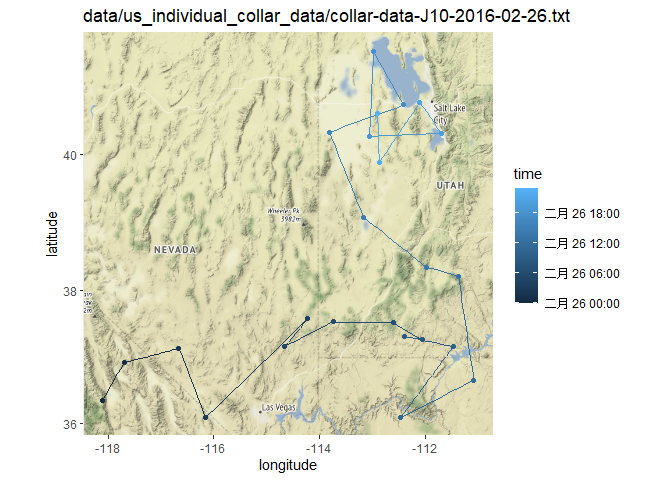 data/us_individual_collar_data/collar-data-J10-2016-02-26.txt
Salt Lake
City
40
UTAH
Wheeler Pk
3982m
NEVADA
38
Las Vegas
36
-118
-116
-114
-112
longitude
latitude
time
二月 26 18:00
二月 26 12:00
二月 26 06:00
二月 26 00:00